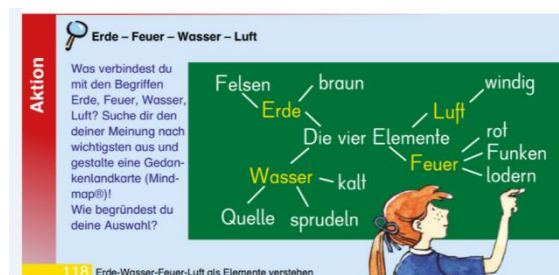 Aktion
Erde – Feuer – Wasser – Luft
Was verbindest du
mit den Begriffen
Erde, Feuer, Wasser,
Luft? Suche dir den
deiner Meinung nach
wichtigsten aus und
gestalte eine Gedan-
kenlandkarte (Mind-
map®)!
Wie begründest du
deine Auswahl?
Felsen braun windig
Erde Luft
Die vier Elemente rot
Feuer Funken
Wasser kalt lodern
Quelle sprudeln
118 Erde-Wasser-Feuer-Luft als Elemente verstehen